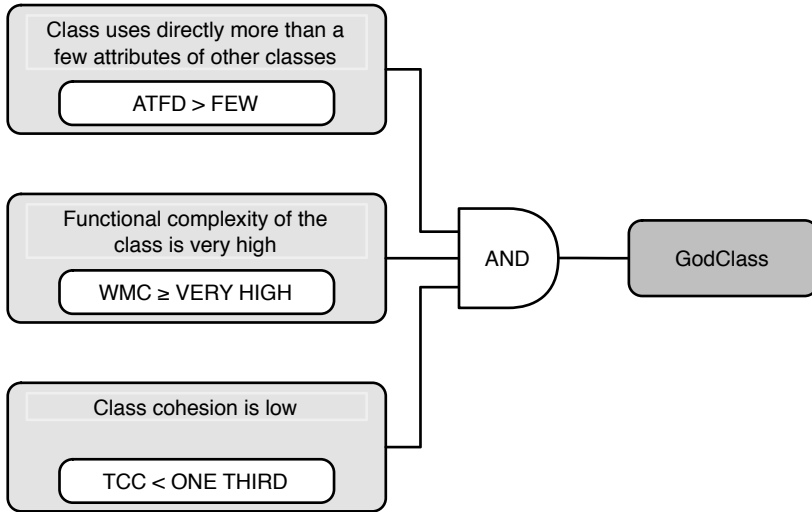 Class uses directly more than a
few attributes of other classes
ATFD > FEW
Functional complexity of the
class is very high
WMC ≥ VERY HIGH
AND
GodClass
Class cohesion is low
TCC < ONE THIRD